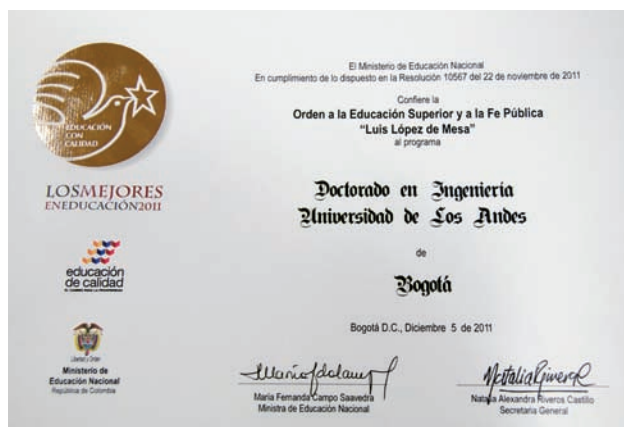 EDUCACIÓN
CON
CALIDAD
LOSMEJORES
ENEDUCACIÓN2011
educación
de calidad
Libertad y Orden
Ministerio de
Educación Nacional
República de Colombia
El Ministerio de Educación Nacional
En cumplimiento de lo dispuesto en la Resolución 10567 del 22 de noviembre de 2011
Confiere la
Orden a la Educación Superior y a la Fe Pública
“Luis López de Mesa”
al programa
Doctorado en Ingeniería
Universidad de Los Andes
de
Bogotá
Bogotá D.C., Diciembre 5 de 2011
María Fernanda Campo Saavedra
Ministra de Educación Nacional
Natalia Rivero R
Natalia Alexandra Riveros Castillo
Secretaria General